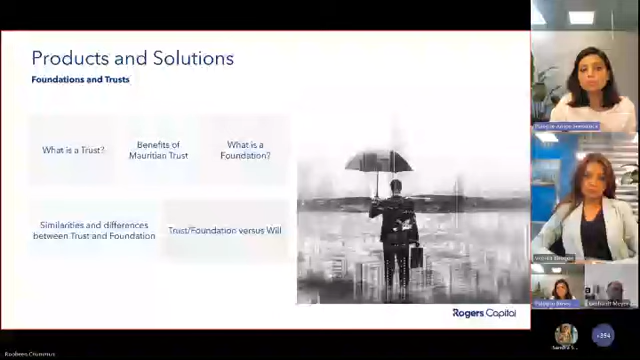 Products and Solutions
Foundations and Trusts
What is a Trust?
Benefits of
Mauritian Trust
What is a
Foundation?
Similarities and differences
between Trust and Foundation
Trust/Foundation versus Will
Rogers Capital
Sandra S...
+394